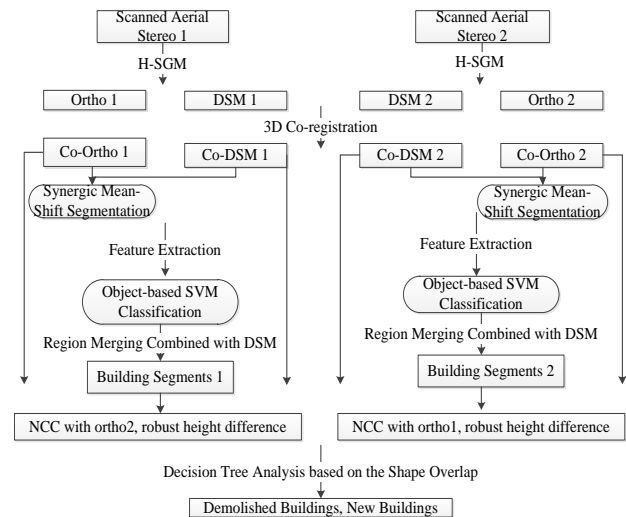 Scanned Aerial
Stereo 1
Scanned Aerial
Stereo 2
H-SGM
H-SGM
Ortho 1
DSM 1
DSM 2
Ortho 2
3D Co-registration
Co-Ortho 1
Co-DSM 1
Co-DSM 2
Co-Ortho 2
Synergic Mean-
Shift Segmentation
Synergic Mean-
Shift Segmentation
Feature Extraction
Feature Extraction
Object-based SVM
Classification
Object-based SVM
Classification
Region Merging Combined with DSM
Region Merging Combined with DSM
Building Segments 1
Building Segments 2
NCC with ortho2, robust height difference
NCC with ortho1, robust height difference
Decision Tree Analysis based on the Shape Overlap
Demolished Buildings, New Buildings